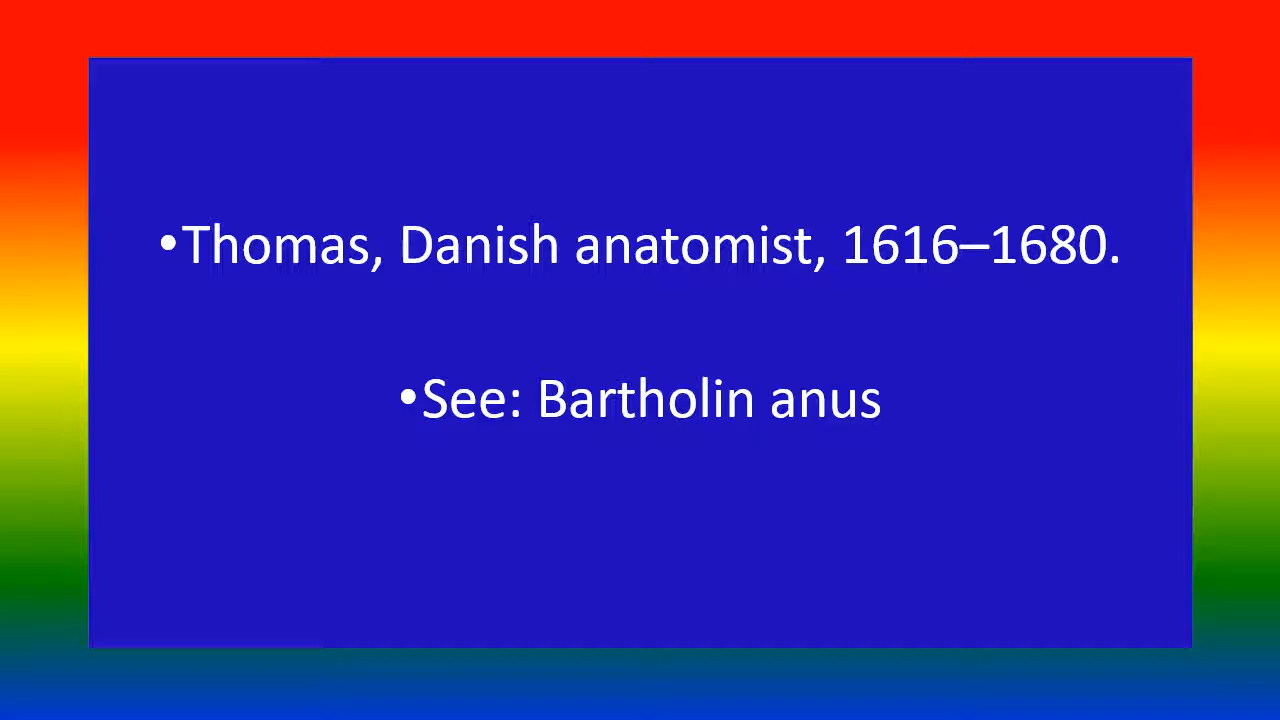 •Thomas, Danish anatomist, 1616–1680.
•See: Bartholin anus